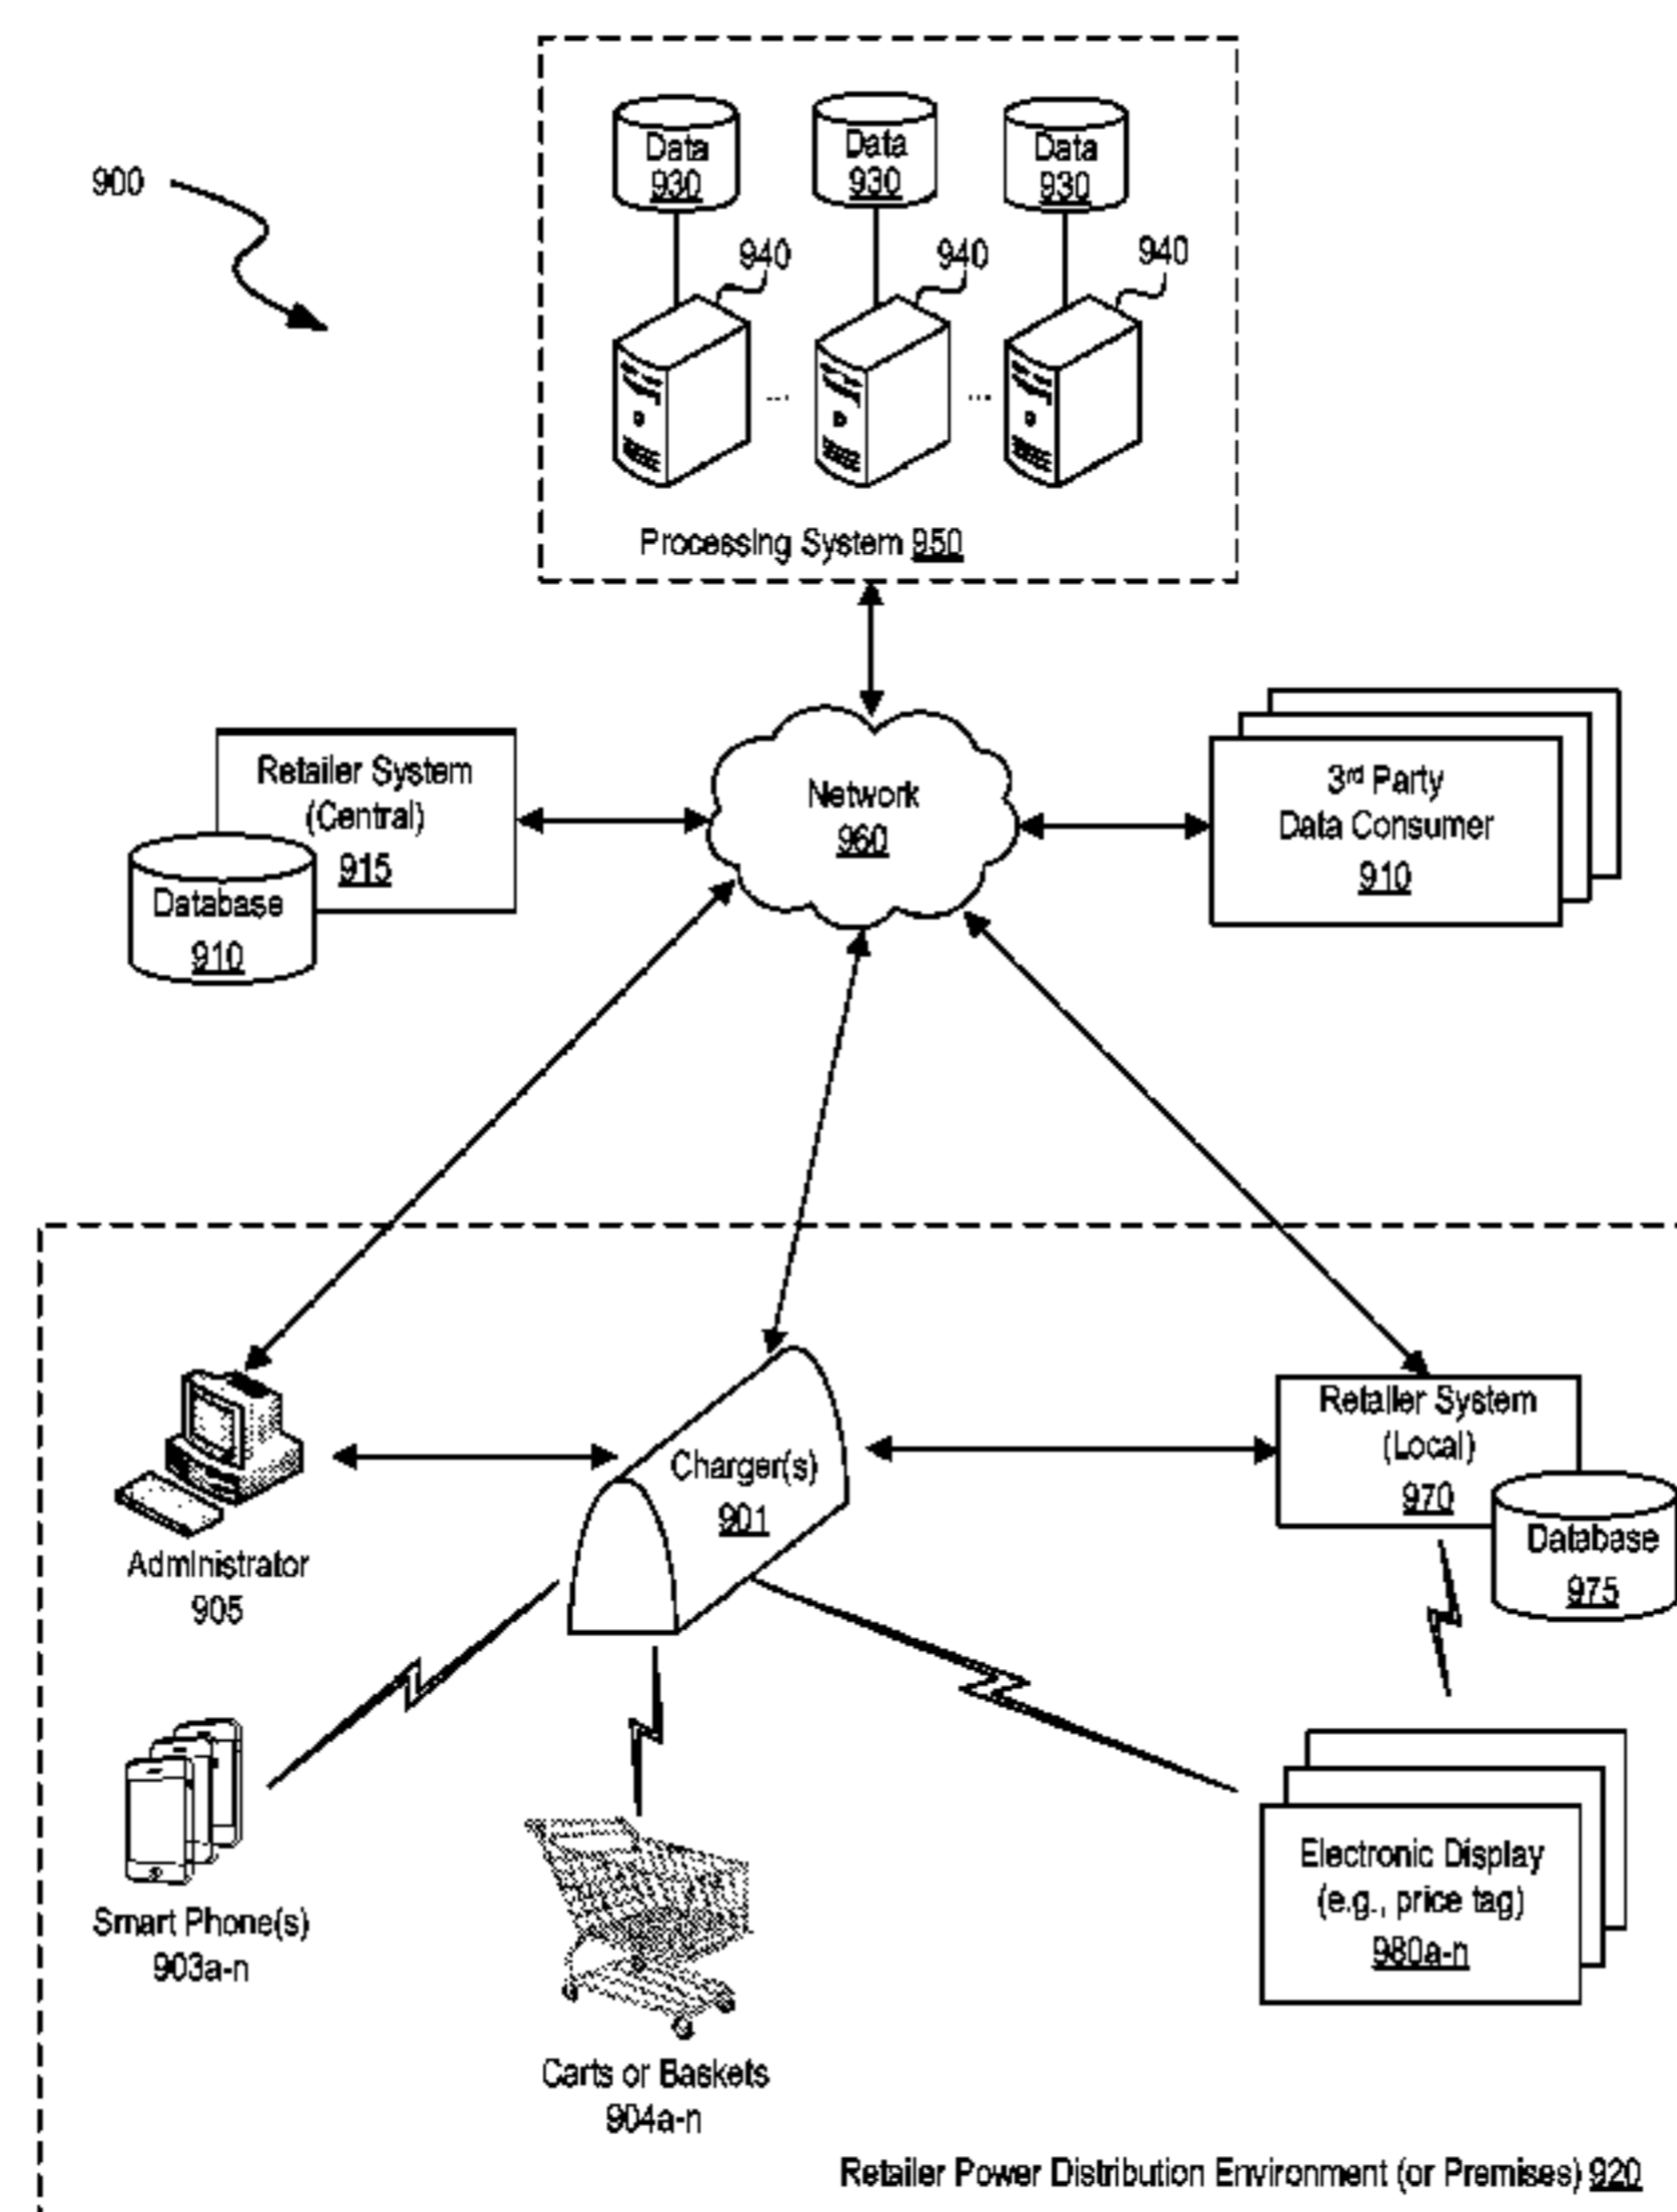 900
Data
930
Data
930
Data
930
940
940
940
...
...
Processing System 950
Retailer System
(Central)
915
Database
910
Network
960
3rd Party
Data Consumer
910
Administrator
905
Charger(s)
901
Retailer System
(Local)
970
Database
975
Smart Phone(s)
903a-n
Carts or Baskets
904a-n
Electronic Display
(e.g., price tag)
980a-n
Retailer Power Distribution Environment (or Premises) 920